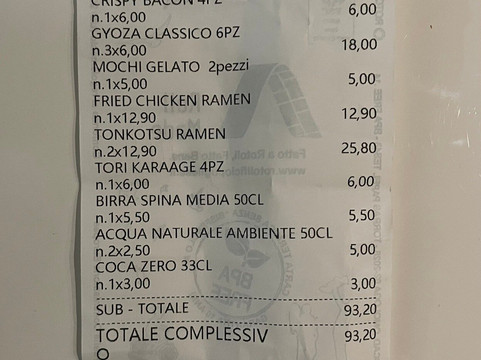 CRISPY BACON 4PZ
n.1x6,00 6,00
GYOZA CLASSICO 6PZ
n.3x6,00 18,00
MOCHI GELATO 2pezzi
n.1x5,00 5,00
FRIED CHICKEN RAMEN
n.1x12,90 12,90
TONKOTSU RAMEN
n.2x12,90 25,80
TORI KARAAGE 4PZ
n.1x6,00 6,00
BIRRA SPINA MEDIA 50CL
n.1x5,50 5,50
ACQUA NATURALE AMBIENTE 50CL
n.2x2,50 5,00
COCA ZERO 33CL
n.1x3,00 3,00
SUB - TOTALE 93,20
TOTALE COMPLESSIV 93,20
O